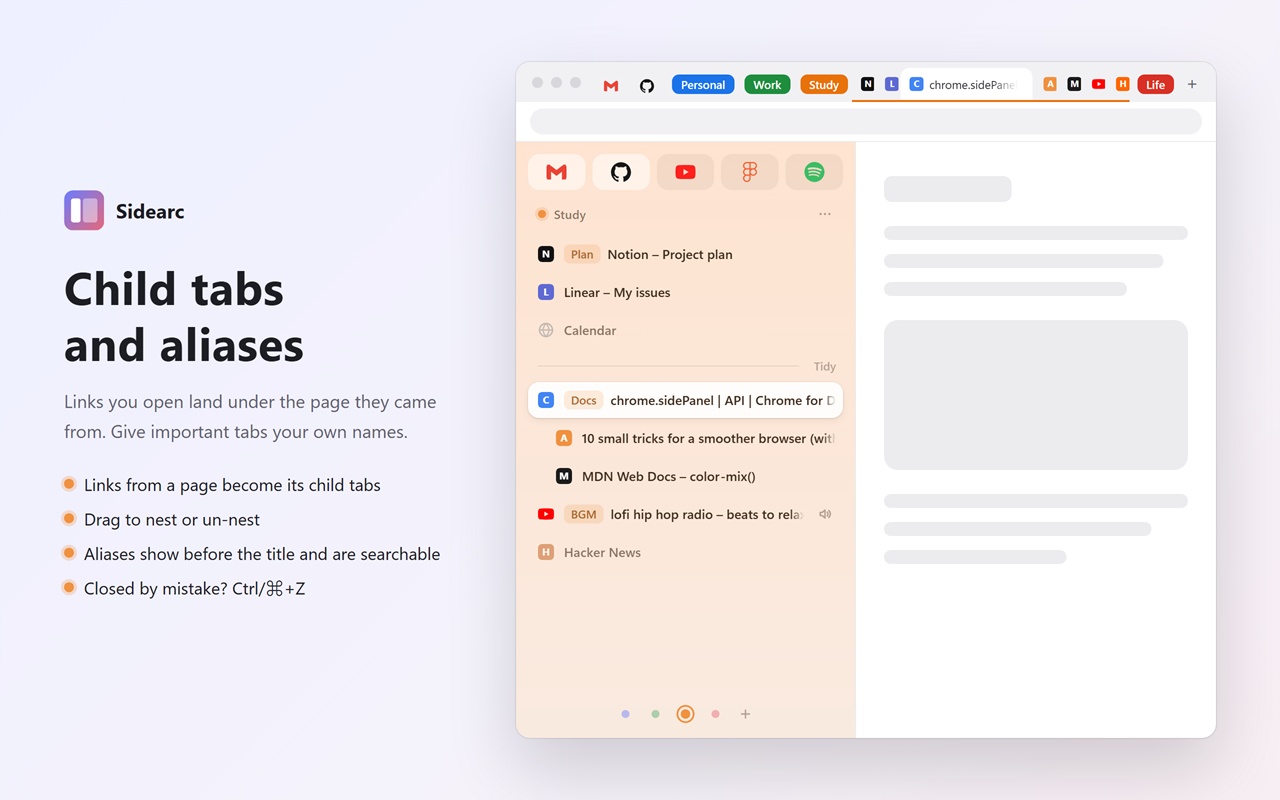 Sidearc
Child tabs
and aliases
Links you open land under the page they came
from. Give important tabs your own names.
Links from a page become its child tabs
Drag to nest or un-nest
Aliases show before the title and are searchable
Closed by mistake? Ctrl/⌘+Z
Personal Work Study N L C chrome.sidePane A M H Life +
Study ...
N Plan Notion – Project plan
L Linear – My issues
Calendar
Tidy
C Docs chrome.sidePanel | API | Chrome for D
A 10 small tricks for a smoother browser (with
M MDN Web Docs – color-mix()
BGM lofi hip hop radio – beats to rela
H Hacker News
+